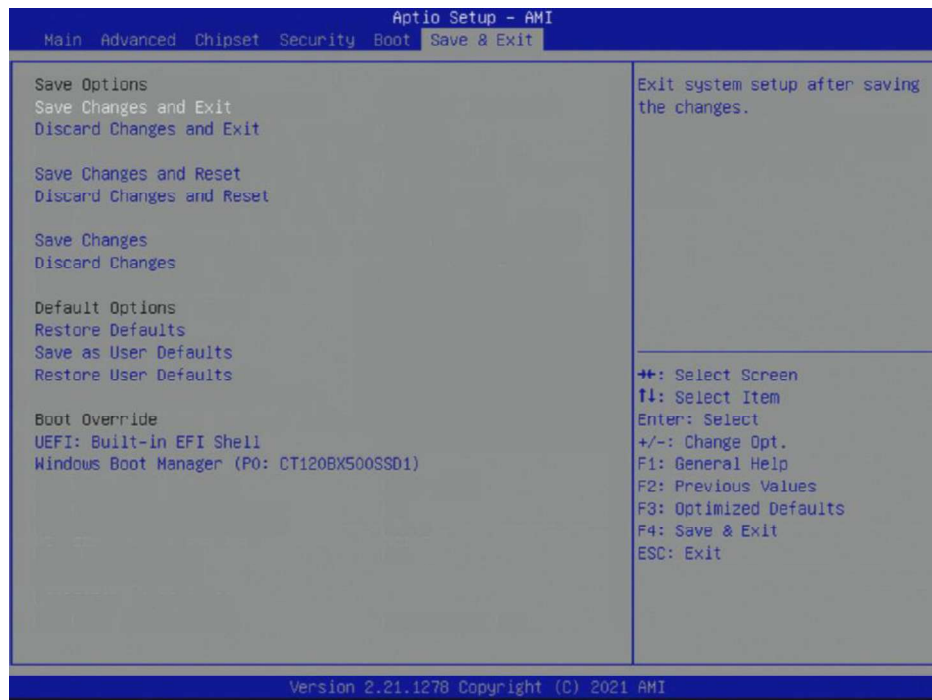 Aptio Setup – AMI
Main Advanced Chipset Security Boot Save & Exit
Save Options
Save Changes and Exit
Discard Changes and Exit
Save Changes and Reset
Discard Changes and Reset
Save Changes
Discard Changes
Default Options
Restore Defaults
Save as User Defaults
Restore User Defaults
Boot Override
UEFI: Built-in EFI Shell
Windows Boot Manager (P0: CT120BX500SSD1)
Exit system setup after saving
the changes.
→←: Select Screen
↑↓: Select Item
Enter: Select
+/-: Change Opt.
F1: General Help
F2: Previous Values
F3: Optimized Defaults
F4: Save & Exit
ESC: Exit
Version 2.21.1278 Copyright (C) 2021 AMI